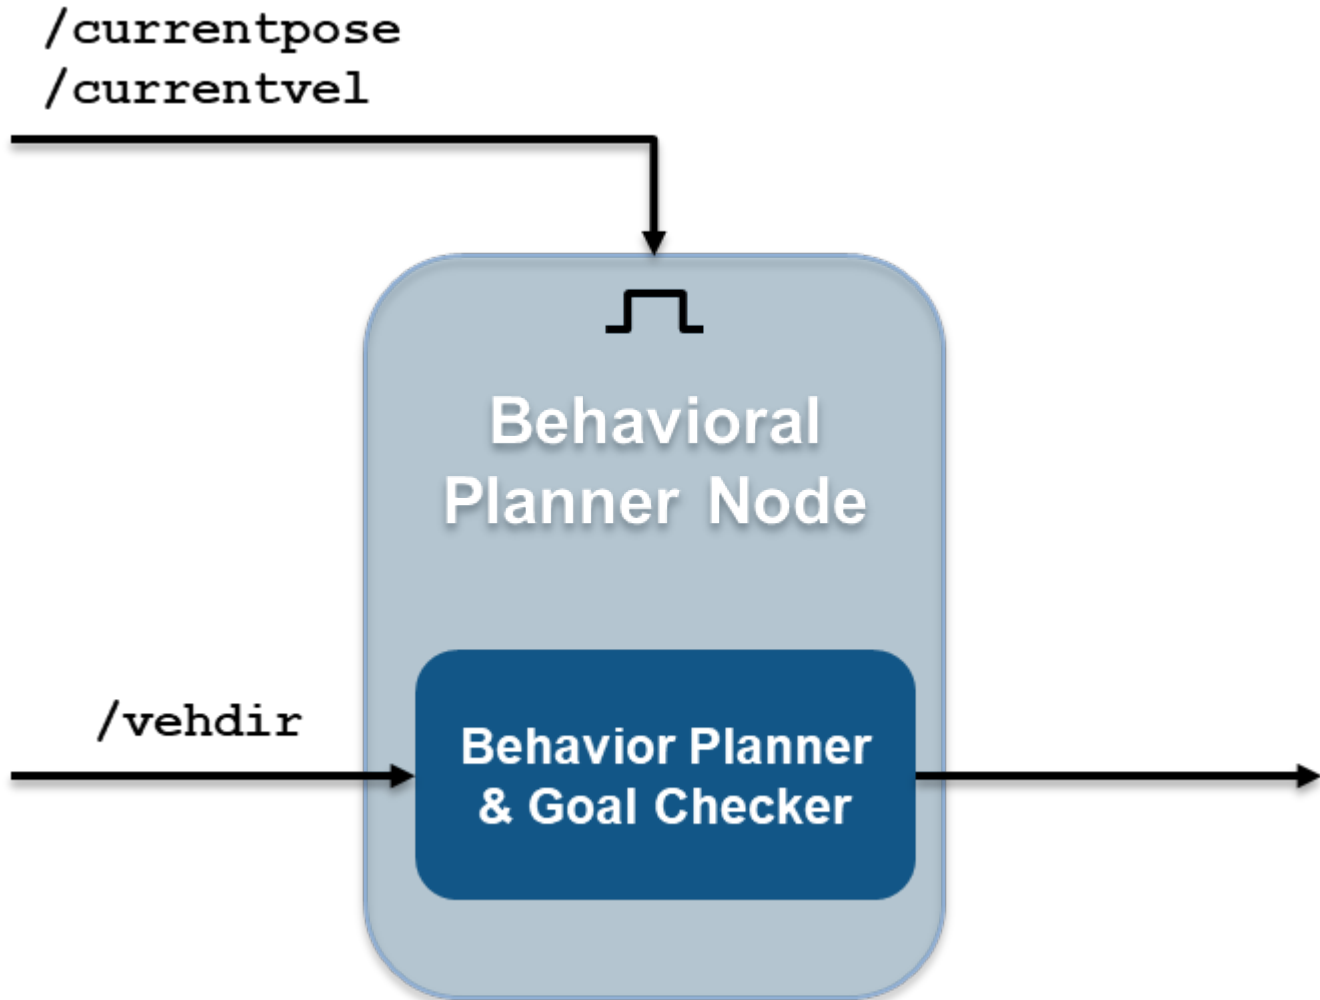 /currentpose
/currentvel
Behavioral
Planner Node
/vehdir
Behavior Planner
& Goal Checker